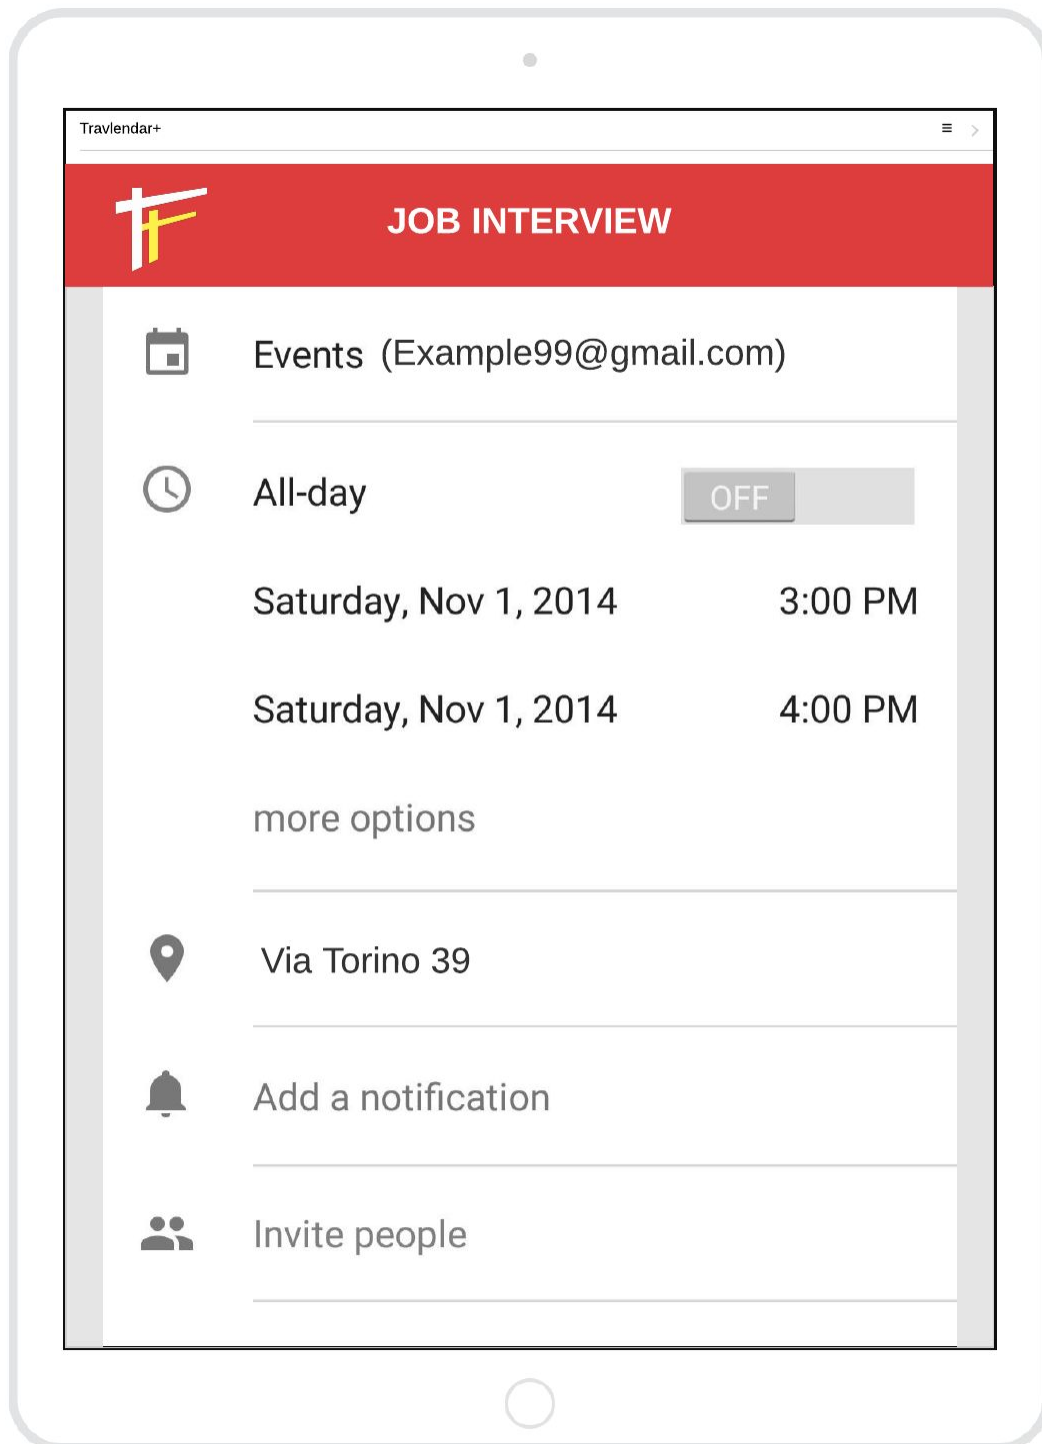 Travlendar+
JOB INTERVIEW
Events (Example99@gmail.com)
All-day OFF
Saturday, Nov 1, 2014 3:00 PM
Saturday, Nov 1, 2014 4:00 PM
more options
Via Torino 39
Add a notification
Invite people